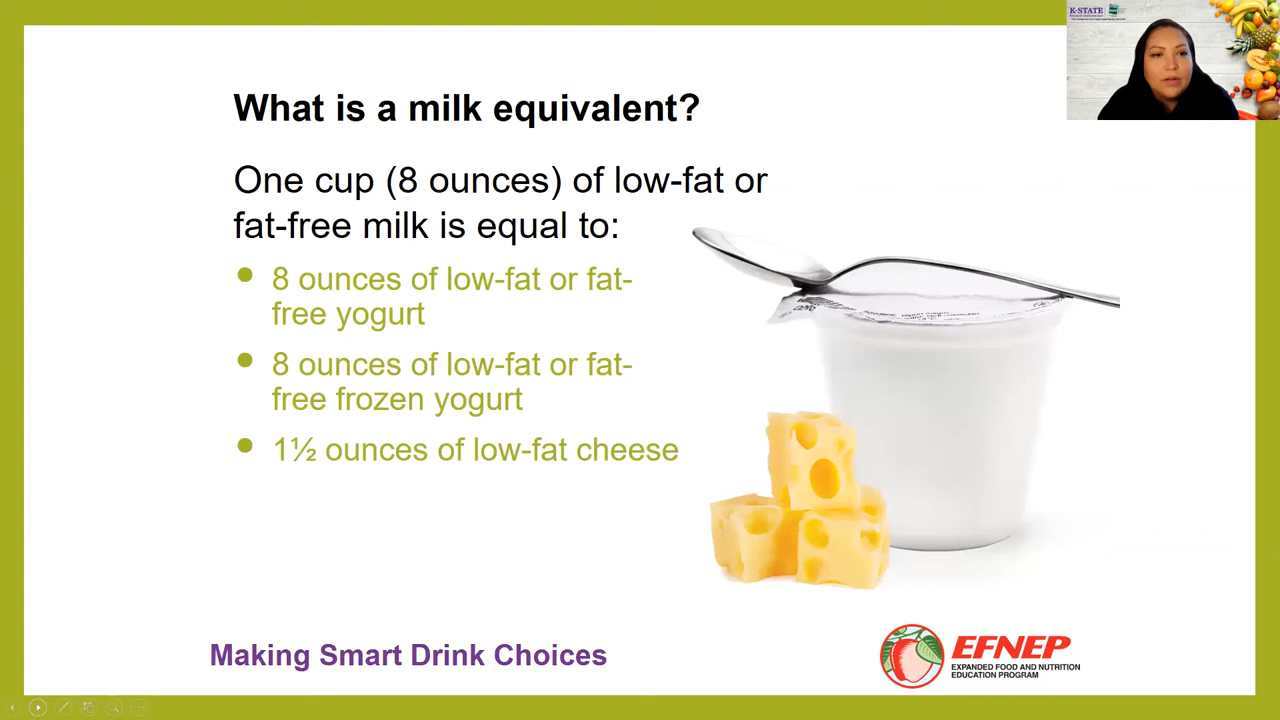 K-STATE
What is a milk equivalent?
One cup (8 ounces) of low-fat or
fat-free milk is equal to:
• 8 ounces of low-fat or fat-
free yogurt
• 8 ounces of low-fat or fat-
free frozen yogurt
• 1½ ounces of low-fat cheese
Making Smart Drink Choices
EFNEP
EXPANDED FOOD AND NUTRITION
EDUCATION PROGRAM